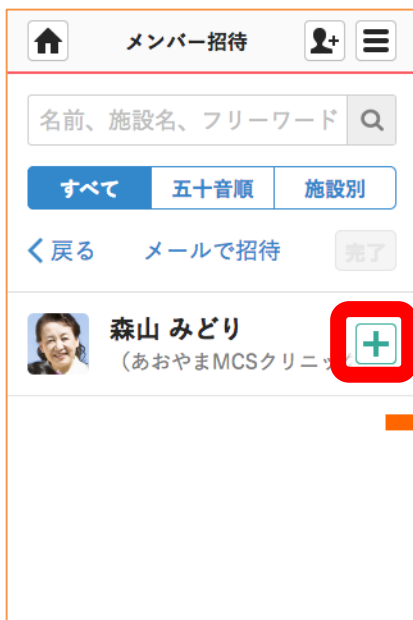 メンバー招待
名前、施設名、フリーワード
すべて 五十音順 施設別
戻る メールで招待 完了
森山 みどり
（あおやまMCSクリニッ